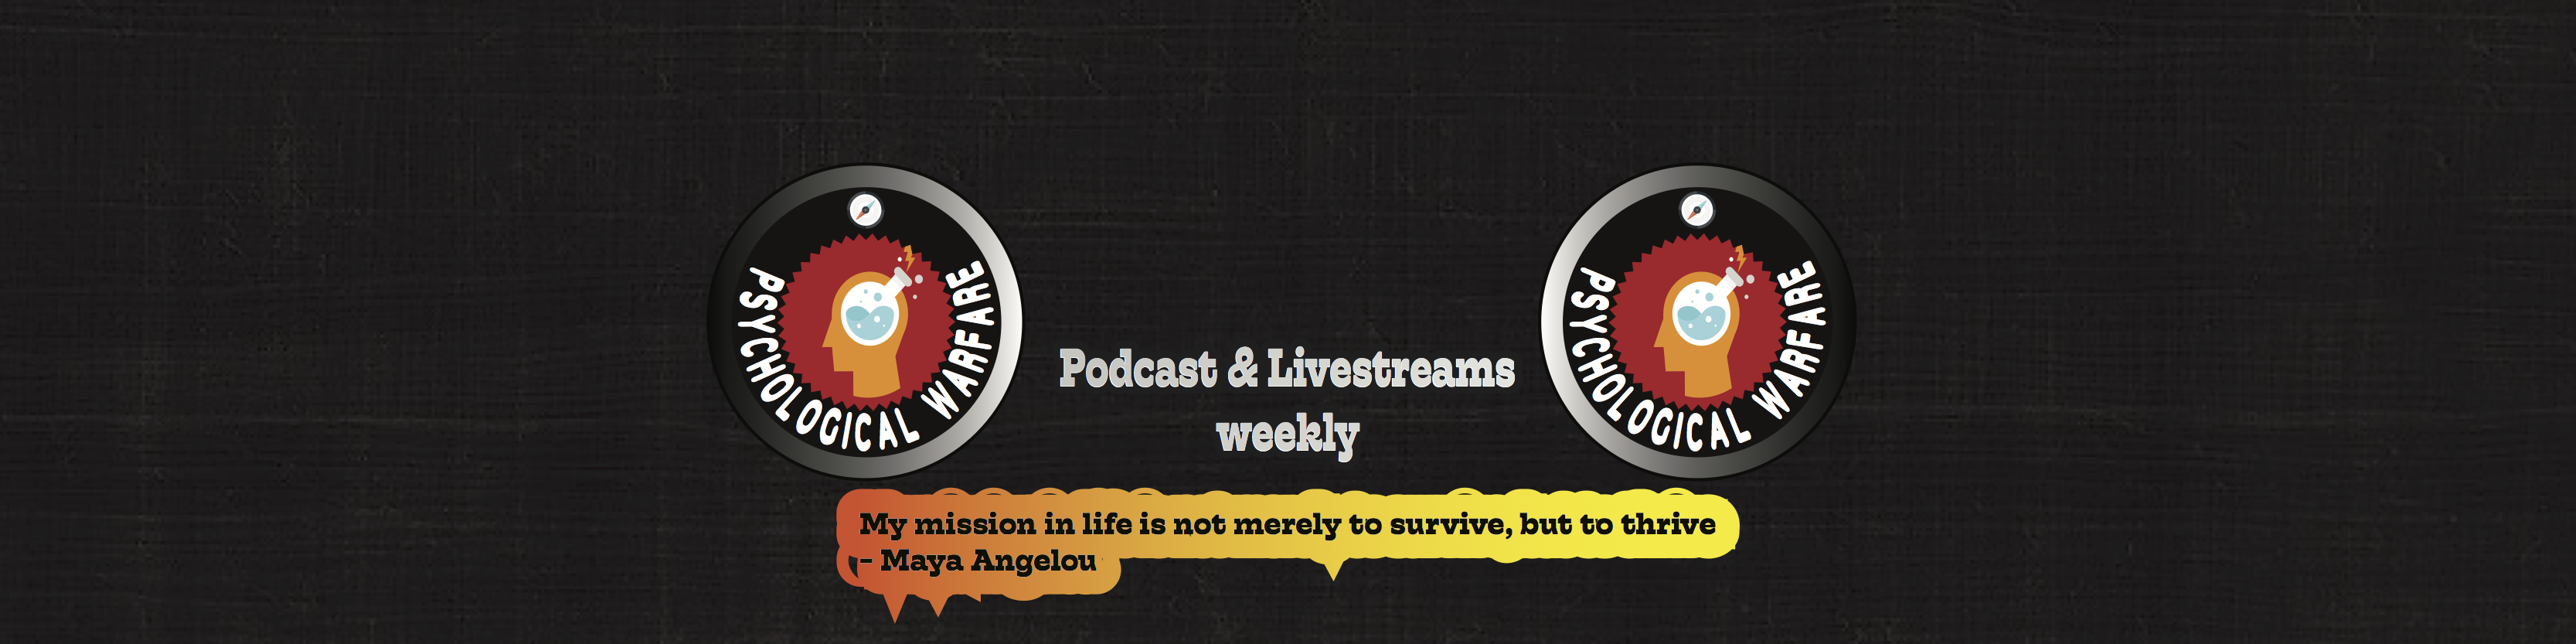 PSYCHOLOGICAL WARFARE
PSYCHOLOGICAL WARFARE
Podcast & Livestreams
weekly
My mission in life is not merely to survive, but to thrive
- Maya Angelou